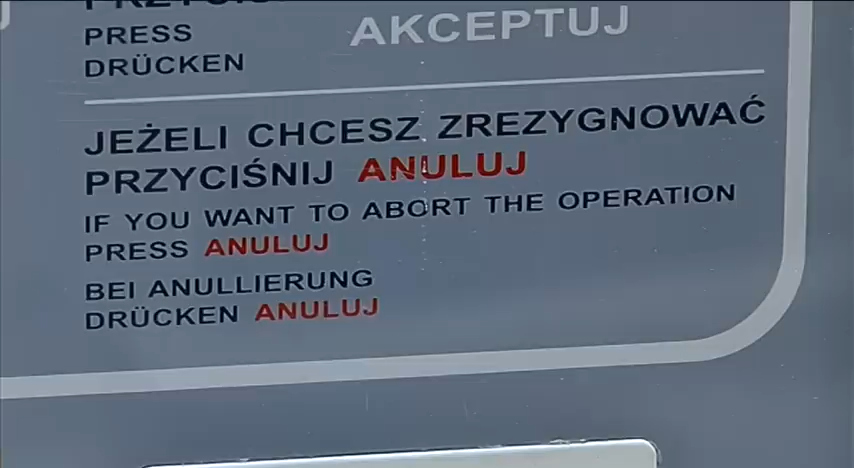 PRESS
DRÜCKEN
AKCEPTUJ
JEŻELI CHCESZ ZREZYGNOWAĆ
PRZYCIŚNIJ ANULUJ
IF YOU WANT TO ABORT THE OPERATION
PRESS ANULUJ
BEI ANULLIERUNG
DRÜCKEN ANULUJ